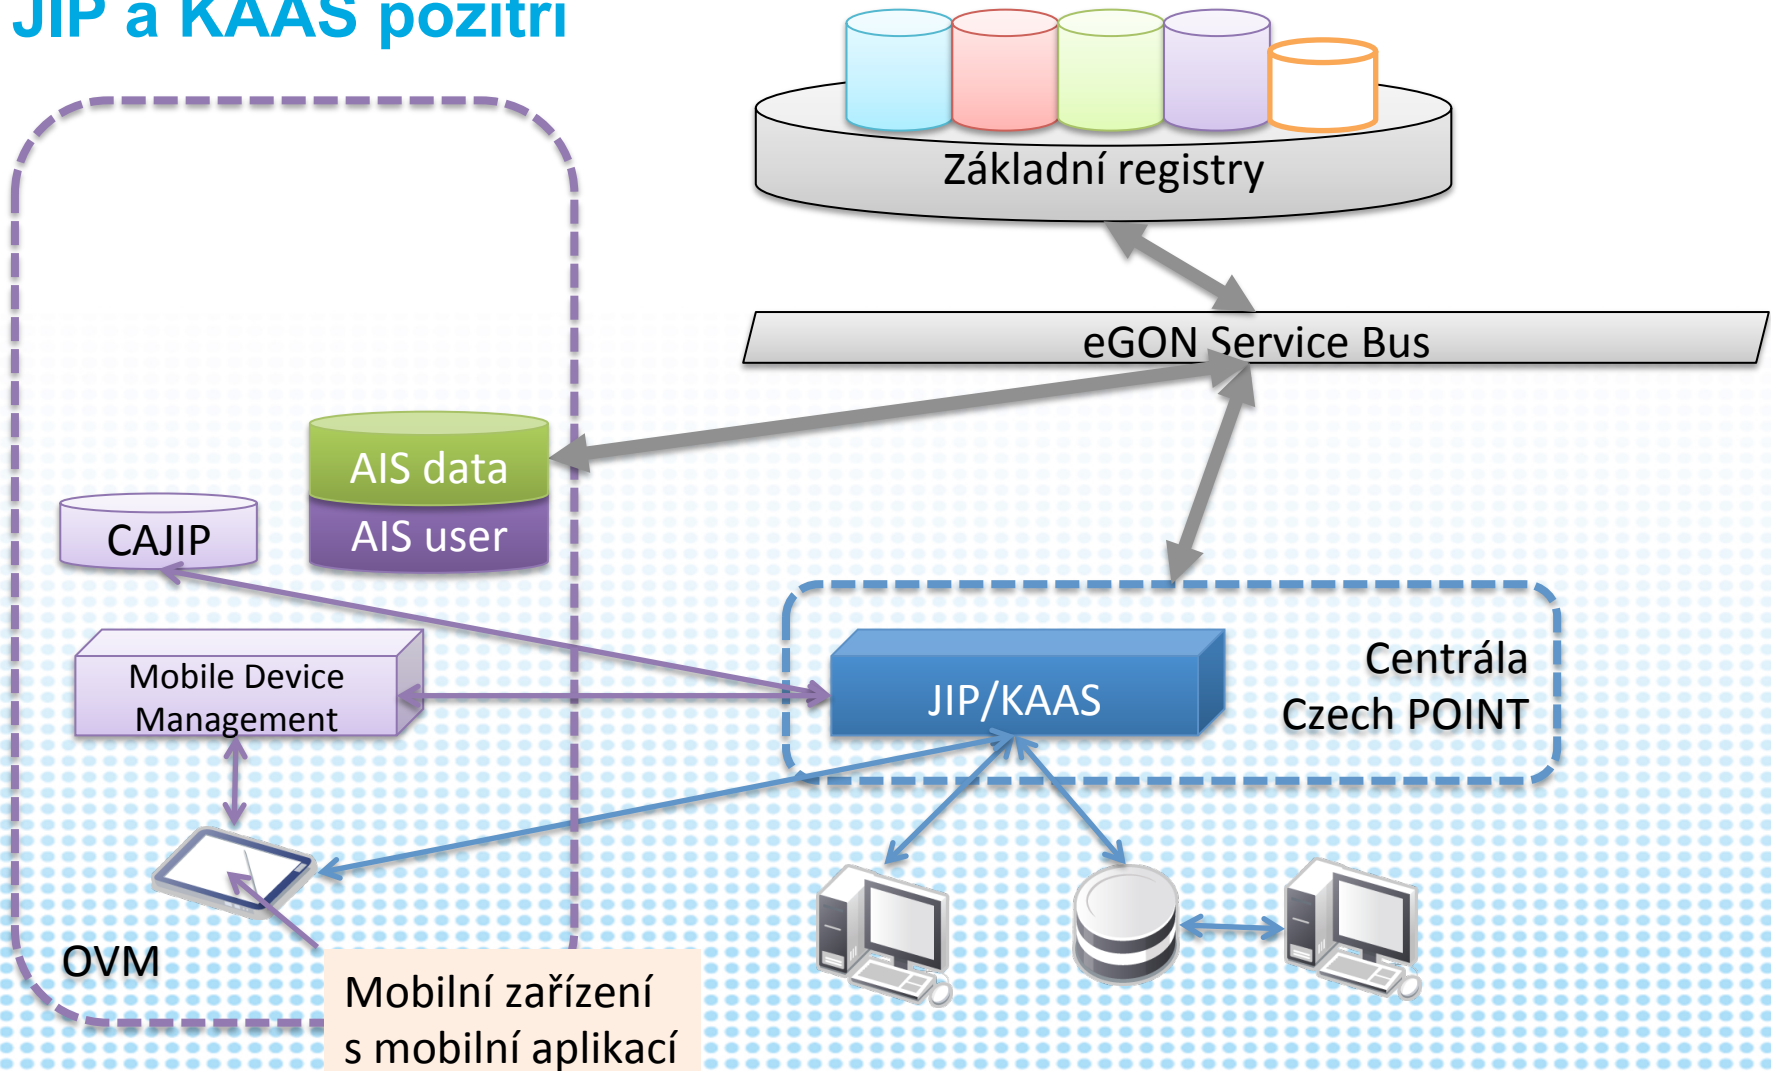 JIP a KAAS pozítří
Základní registry
eGON Service Bus
AIS data
AIS user
CAJIP
Mobile Device
Management
JIP/KAAS
Centrála
Czech POINT
OVM
Mobilní zařízení
s mobilní aplikací